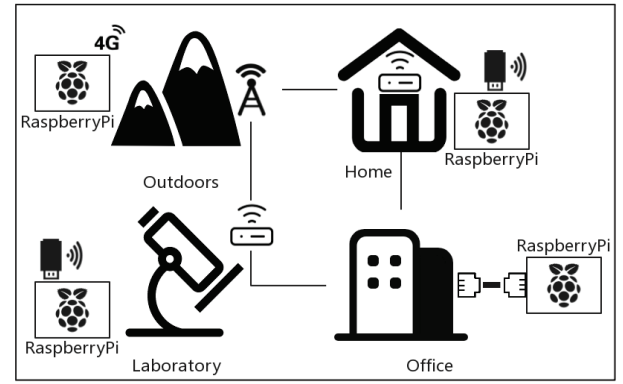 4G
RaspberryPi
Outdoors
Home
RaspberryPi
RaspberryPi
Laboratory
RaspberryPi
Office